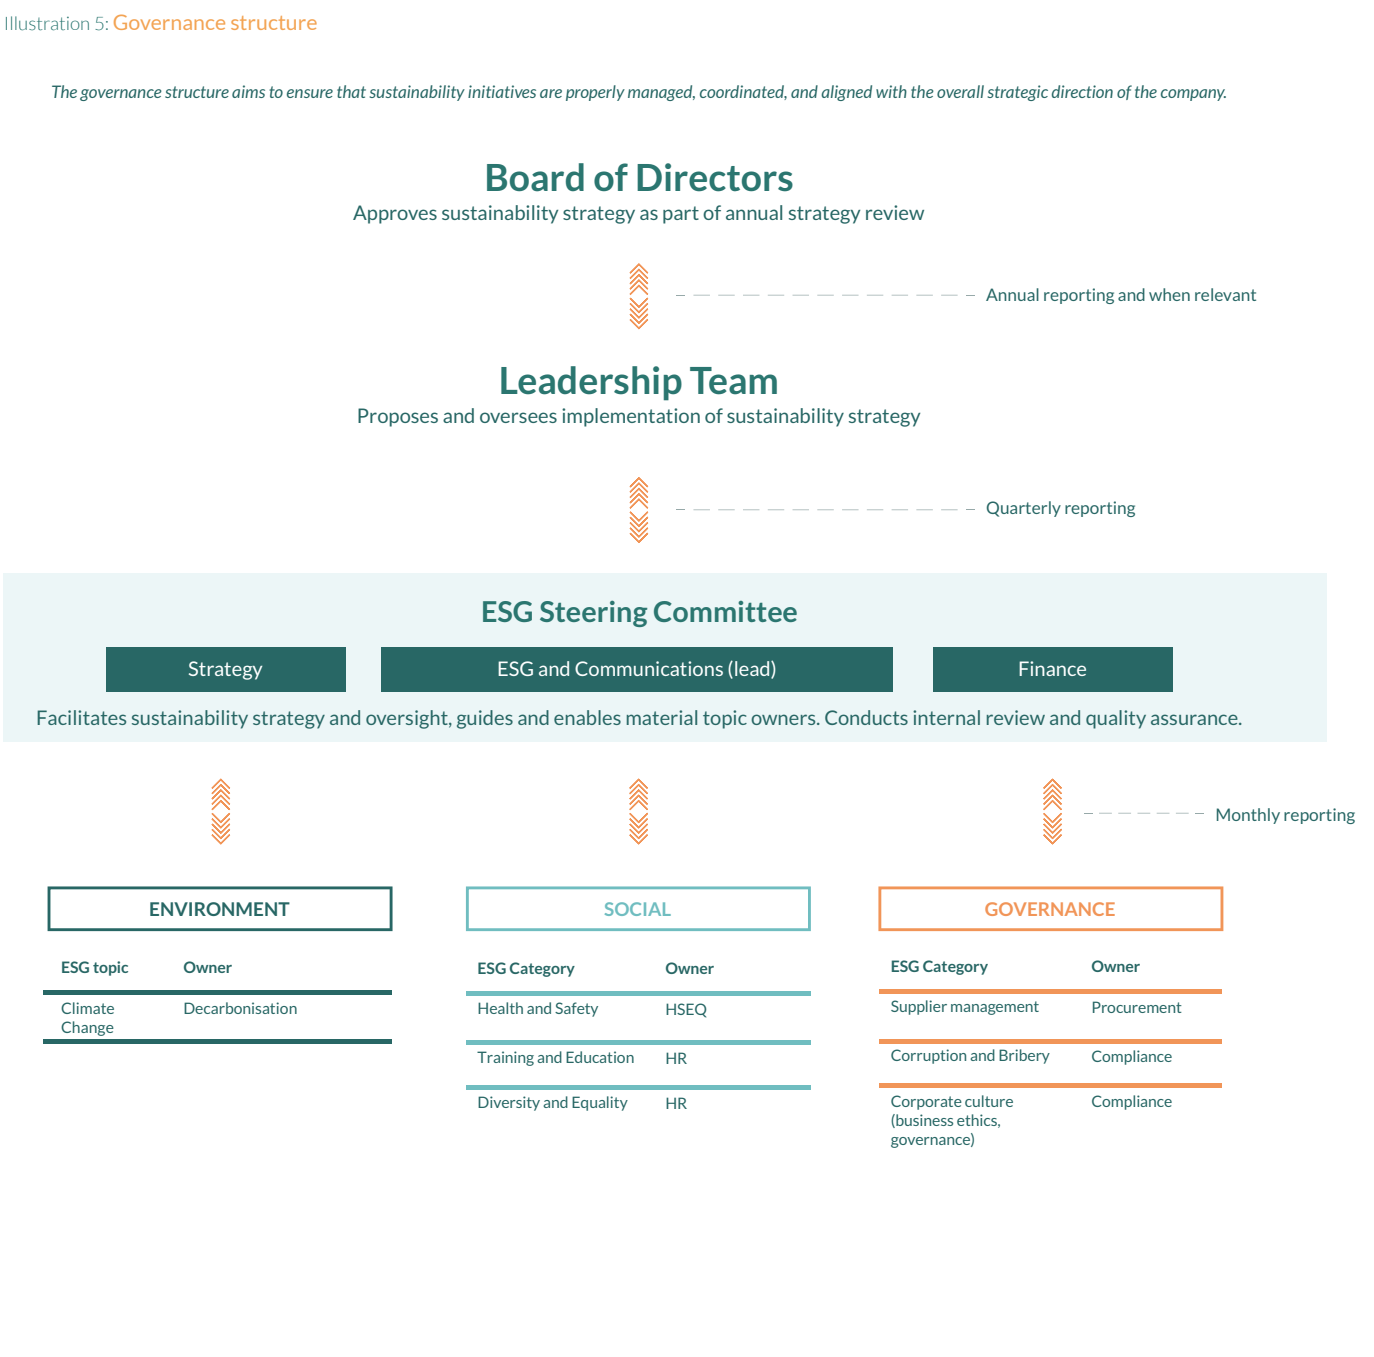 Illustration 5: Governance structure
The governance structure aims to ensure that sustainability initiatives are properly managed, coordinated, and aligned with the overall strategic direction of the company.
Board of Directors
Approves sustainability strategy as part of annual strategy review
Annual reporting and when relevant
Leadership Team
Proposes and oversees implementation of sustainability strategy
Quarterly reporting
ESG Steering Committee
Strategy
ESG and Communications (lead)
Finance
Facilitates sustainability strategy and oversight, guides and enables material topic owners. Conducts internal review and quality assurance.
Monthly reporting
ENVIRONMENT
ESG topic Owner
Climate Decarbonisation
Change
SOCIAL
ESG Category Owner
Health and Safety HSEQ
Training and Education HR
Diversity and Equality HR
GOVERNANCE
ESG Category Owner
Supplier management Procurement
Corruption and Bribery Compliance
Corporate culture Compliance
(business ethics,
governance)